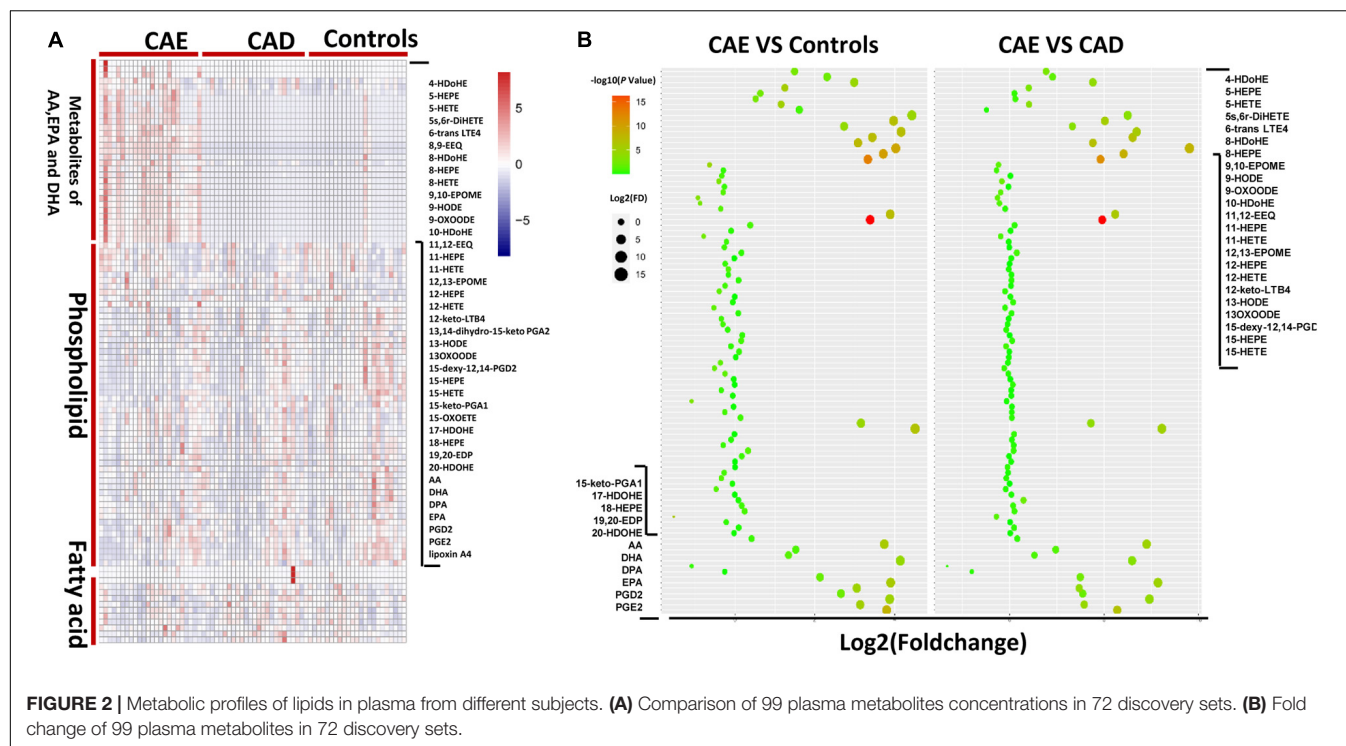 A
CAE
CAD
Controls
Metabolites of
AA,EPA and DHA
Phospholipid
Fatty acid
5
0
−5
4-HDoHE
5-HEPE
5-HETE
5s,6r-DiHETE
6-trans LTE4
8,9-EEQ
8-HDoHE
8-HEPE
8-HETE
9,10-EPOME
9-HODE
9-OXOODE
10-HDoHE
11,12-EEQ
11-HEPE
11-HETE
12,13-EPOME
12-HEPE
12-HETE
12-keto-LTB4
13,14-dihydro-15-keto PGA2
13-HODE
13OXOODE
15-dexy-12,14-PGD2
15-HEPE
15-HETE
15-keto-PGA1
15-OXOETE
17-HDOHE
18-HEPE
19,20-EDP
20-HDOHE
AA
DHA
DPA
EPA
PGD2
PGE2
lipoxin A4
B
CAE VS Controls
CAE VS CAD
-log10(P Value)
15
10
5
Log2(FD)
0
5
10
15
15-keto-PGA1
17-HDOHE
18-HEPE
19,20-EDP
20-HDOHE
AA
DHA
DPA
EPA
PGD2
PGE2
4-HDoHE
5-HEPE
5-HETE
5s,6r-DiHETE
6-trans LTE4
8-HDoHE
8-HEPE
9,10-EPOME
9-HODE
9-OXOODE
10-HDoHE
11,12-EEQ
11-HEPE
11-HETE
12,13-EPOME
12-HEPE
12-HETE
12-keto-LTB4
13-HODE
13OXOODE
15-dexy-12,14-PGD
15-HEPE
15-HETE
Log2(Foldchange)
FIGURE 2 | Metabolic profiles of lipids in plasma from different subjects. (A) Comparison of 99 plasma metabolites concentrations in 72 discovery sets. (B) Fold
change of 99 plasma metabolites in 72 discovery sets.